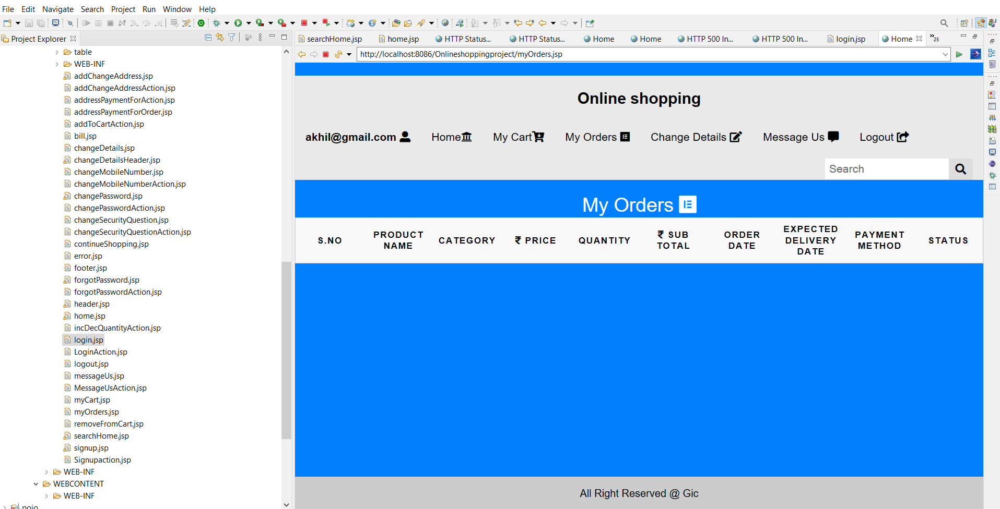 File Edit Navigate Search Project Run Window Help
Project Explorer
table
WEB-INF
addChangeAddress.jsp
addChangeAddressAction.jsp
addressPaymentForAction.jsp
addressPaymentForOrder.jsp
addToCartAction.jsp
bill.jsp
changeDetails.jsp
changeDetailsHeader.jsp
changeMobileNumber.jsp
changeMobileNumberAction.jsp
changePassword.jsp
changePasswordAction.jsp
changeSecurityQuestion.jsp
changeSecurityQuestionAction.jsp
continueShopping.jsp
error.jsp
footer.jsp
forgotPassword.jsp
forgotPasswordAction.jsp
header.jsp
home.jsp
incDecQuantityAction.jsp
login.jsp
LoginAction.jsp
logout.jsp
messageUs.jsp
MessageUsAction.jsp
myCart.jsp
myOrders.jsp
removeFromCart.jsp
searchHome.jsp
signup.jsp
Signupaction.jsp
WEB-INF
WEBCONTENT
WEB-INF
pojo
searchHome.jsp home.jsp HTTP Status... HTTP Status... Home Home HTTP 500 In... HTTP 500 In... login.jsp Home »25
http://localhost:8086/Onlineshoppingproject/myOrders.jsp
Online shopping
akhil@gmail.com Home My Cart My Orders Change Details Message Us Logout
Search
My Orders
S.NO PRODUCT NAME CATEGORY ₹ PRICE QUANTITY ₹ SUB TOTAL ORDER DATE EXPECTED DELIVERY DATE PAYMENT METHOD STATUS
All Right Reserved @ Gic